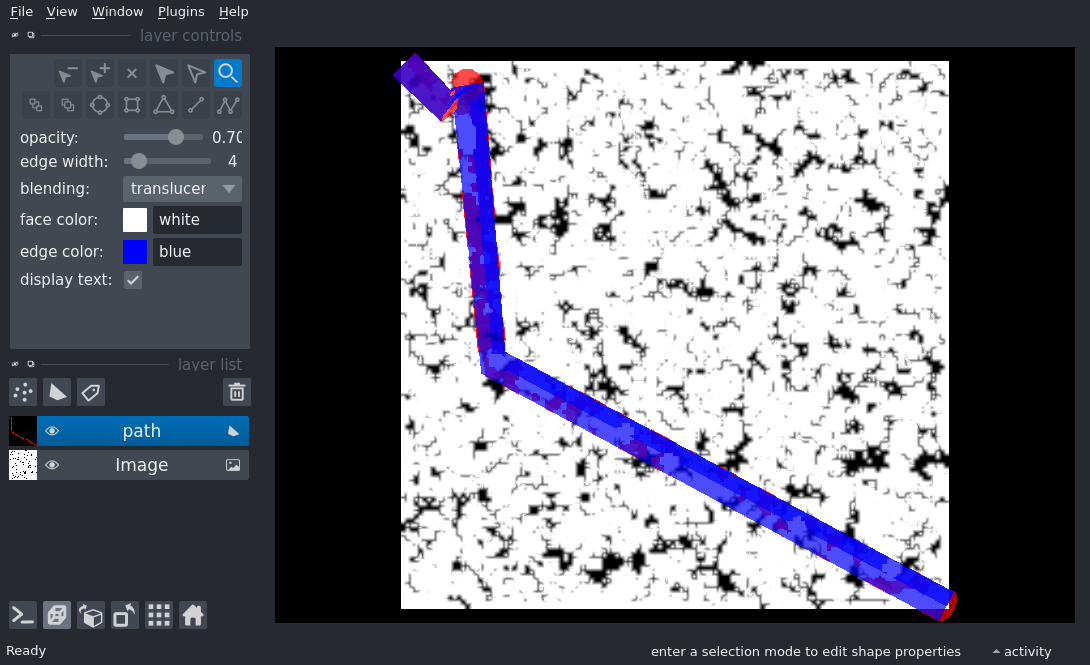 File View Window Plugins Help
layer controls
opacity: 0.70
edge width: 4
blending: translucer
face color: white
edge color: blue
display text:
layer list
path
Image
Ready
enter a selection mode to edit shape properties
activity